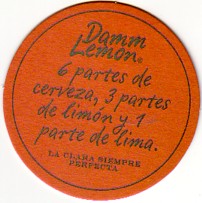 Damm
Lemon®
6 partes de
cerveza, 3 partes
de limón y 1
parte de lima.
LA CLARA SIEMPRE
PERFECTA